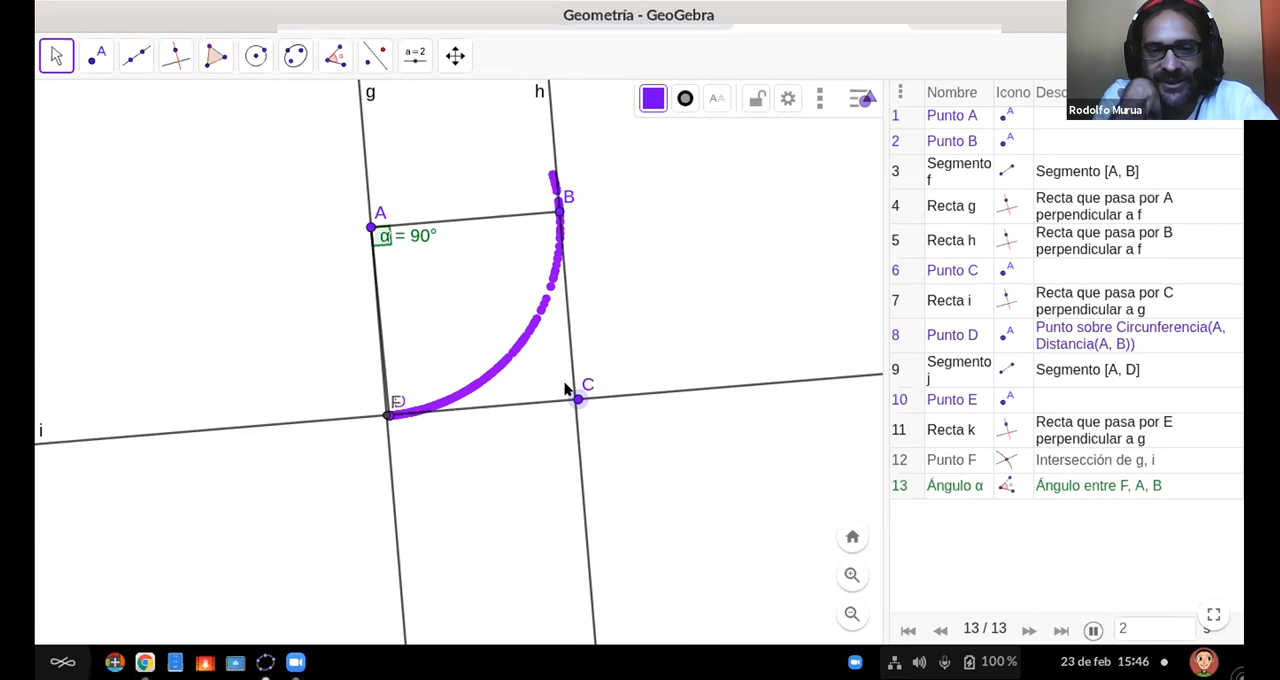 Geometría - GeoGebra
A
a = 2
Rodolfo Murua
g
h
AA
A
B
α = 90°
C
D
i
Nombre
Icono
Desc
1 Punto A
2 Punto B
3 Segmento f Segmento [A, B]
4 Recta g Recta que pasa por A perpendicular a f
5 Recta h Recta que pasa por B perpendicular a f
6 Punto C
7 Recta i Recta que pasa por C perpendicular a g
8 Punto D Punto sobre Circunferencia(A, Distancia(A, B))
9 Segmento j Segmento [A, D]
10 Punto E
11 Recta k Recta que pasa por E perpendicular a g
12 Punto F Intersección de g, i
13 Ángulo α Ángulo entre F, A, B
13 / 13
2
s
100 %
23 de feb 15:46